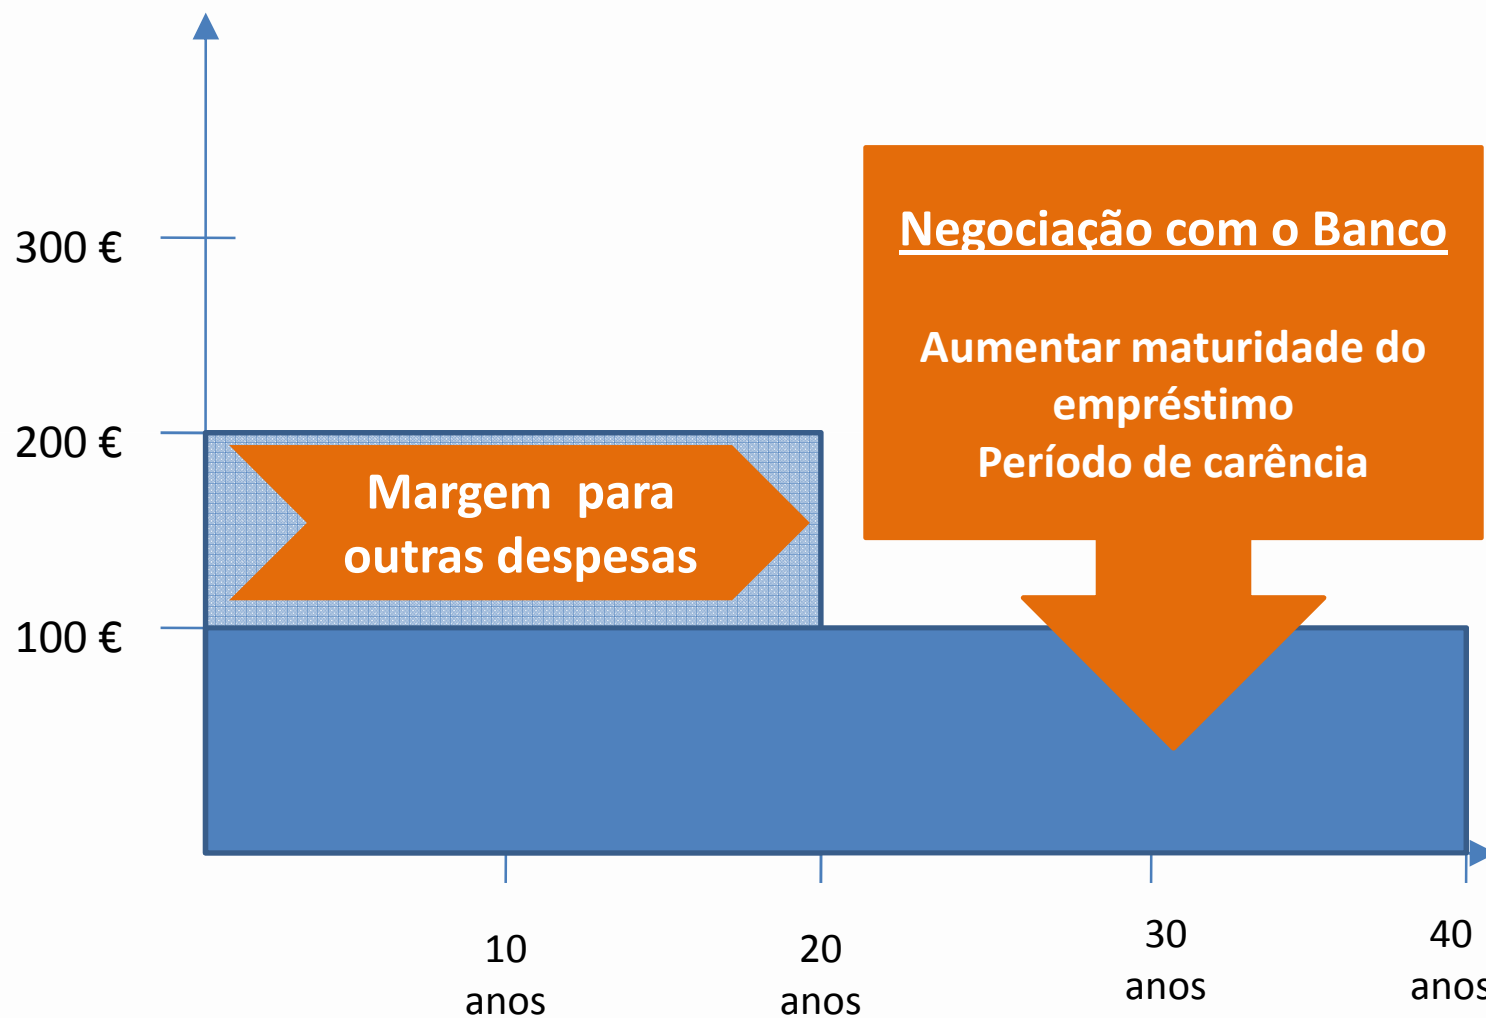 300 €
200 €
100 €
Negociação com o Banco
Aumentar maturidade do
empréstimo
Período de carência
Margem para
outras despesas
10
anos
20
anos
30
anos
40
anos